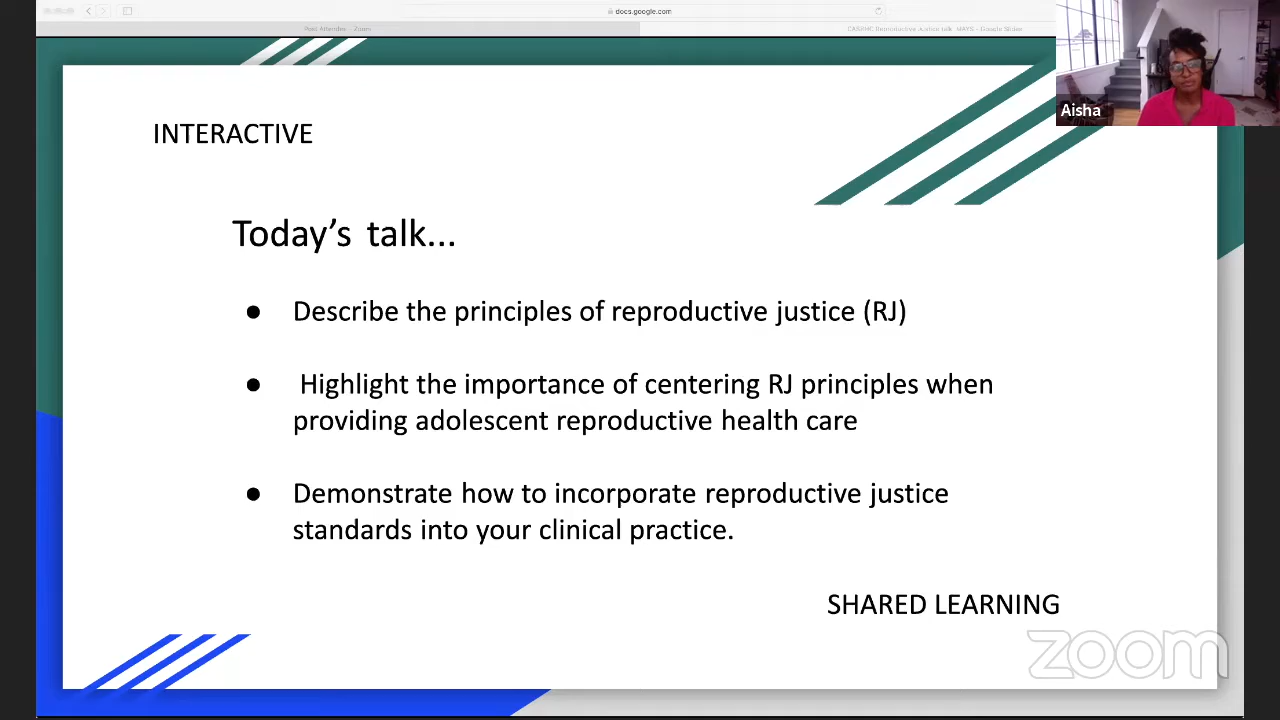 docs.google.com
Aisha
INTERACTIVE
Today's talk...
● Describe the principles of reproductive justice (RJ)
● Highlight the importance of centering RJ principles when
providing adolescent reproductive health care
● Demonstrate how to incorporate reproductive justice
standards into your clinical practice.
SHARED LEARNING
zoom